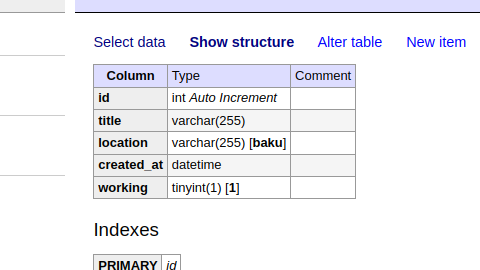 Select data Show structure Alter table New item
Column Type Comment
id int Auto Increment
title varchar(255)
location varchar(255) [baku]
created_at datetime
working tinyint(1) [1]
Indexes
PRIMARY id